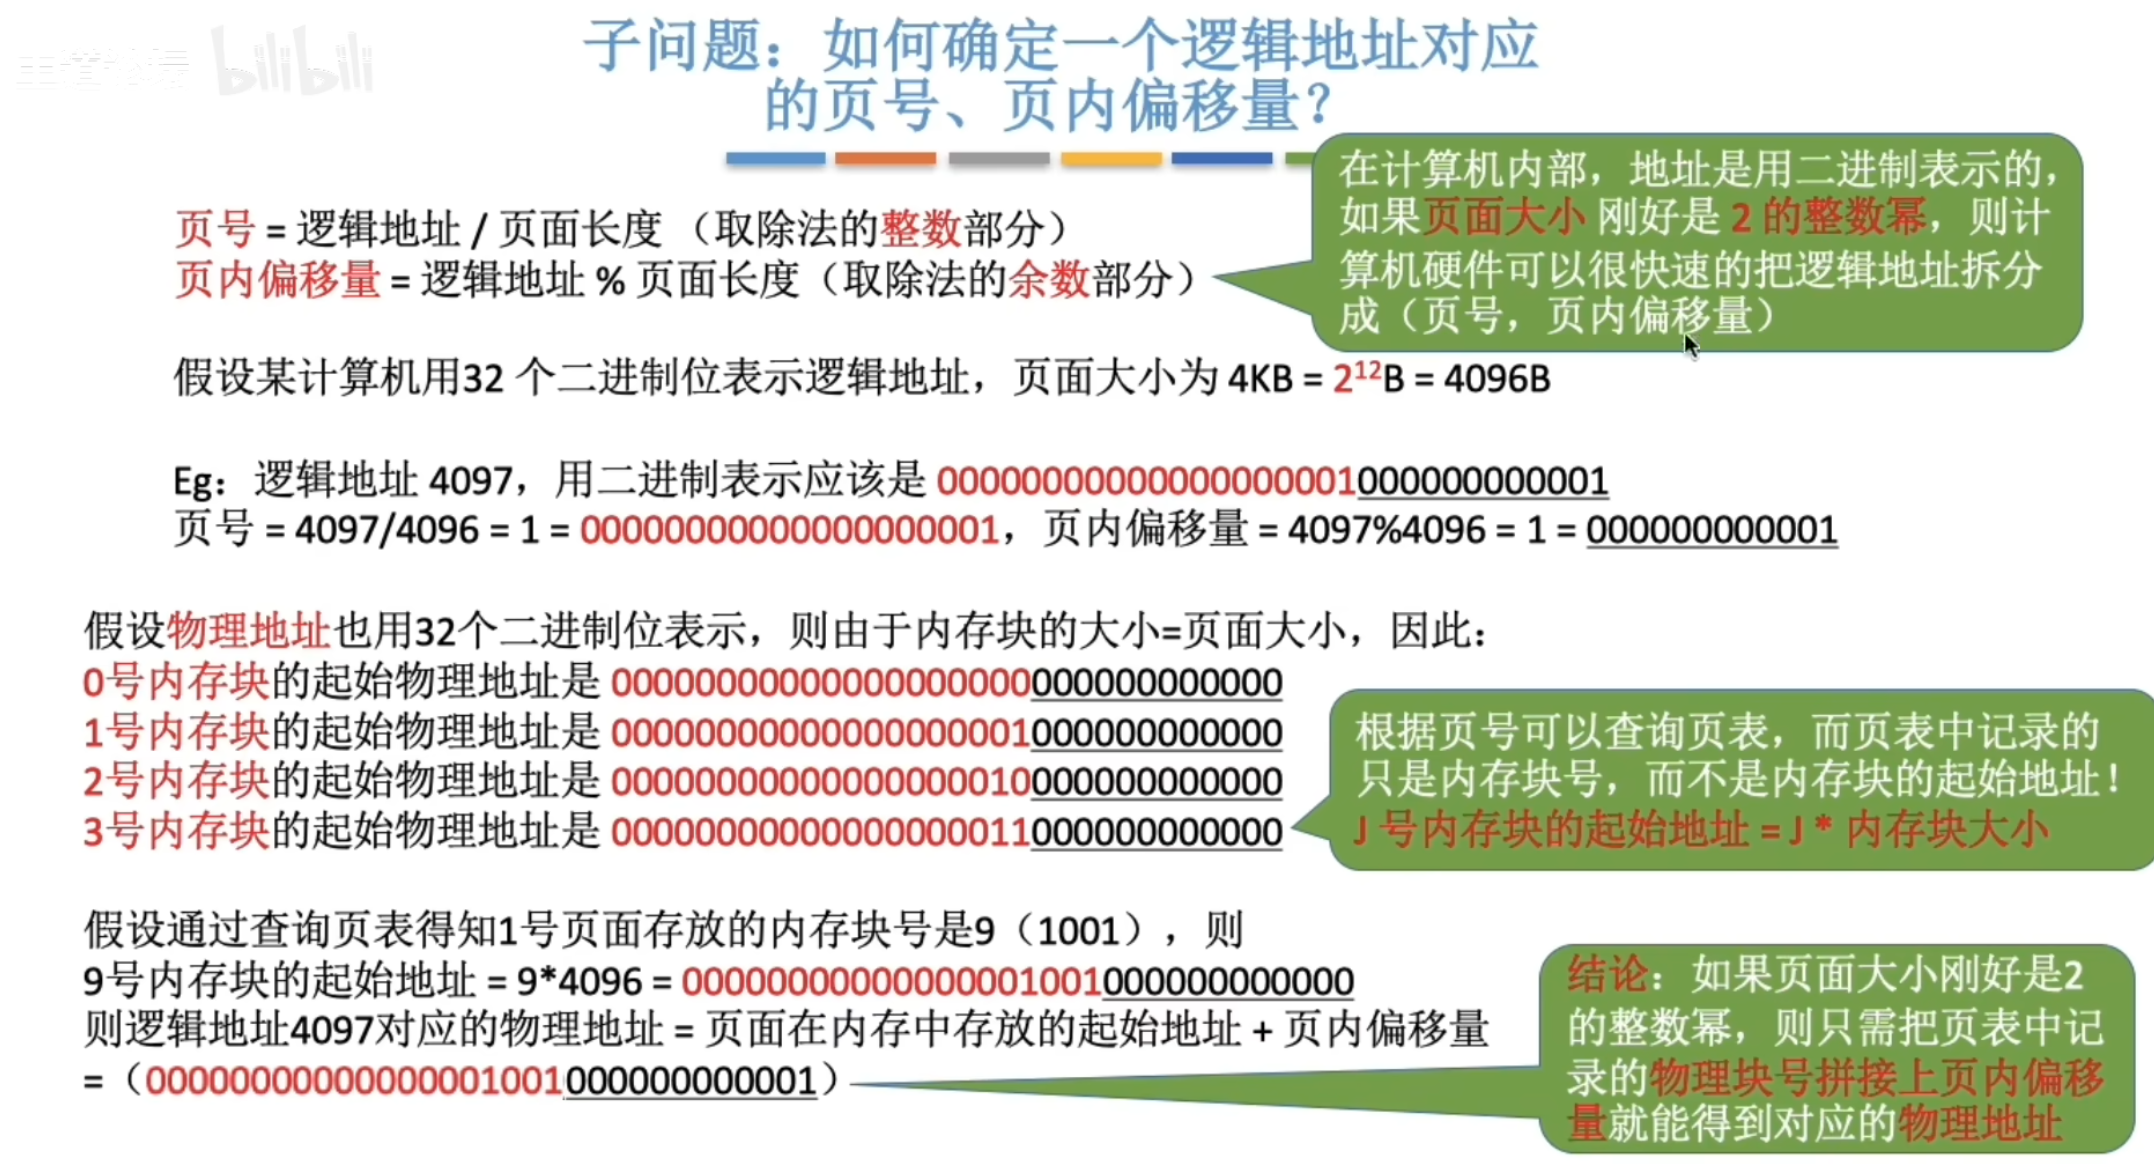 王道论坛 bilibili
子问题：如何确定一个逻辑地址对应
的页号、页内偏移量？
在计算机内部，地址是用二进制表示的，
如果页面大小 刚好是 2 的整数幂，则计
算机硬件可以很快速的把逻辑地址拆分
成（页号，页内偏移量）
页号 = 逻辑地址 / 页面长度 （取除法的整数部分）
页内偏移量 = 逻辑地址 % 页面长度（取除法的余数部分）
假设某计算机用32 个二进制位表示逻辑地址，页面大小为 4KB = 2¹²B = 4096B
Eg：逻辑地址 4097，用二进制表示应该是 00000000000000000001000000000001
页号 = 4097/4096 = 1 = 00000000000000000001，页内偏移量 = 4097%4096 = 1 = 000000000001
假设物理地址也用32个二进制位表示，则由于内存块的大小=页面大小，因此：
0号内存块的起始物理地址是 00000000000000000000000000000000
1号内存块的起始物理地址是 00000000000000000001000000000000
2号内存块的起始物理地址是 00000000000000000010000000000000
3号内存块的起始物理地址是 00000000000000000011000000000000
根据页号可以查询页表，而页表中记录的
只是内存块号，而不是内存块的起始地址！
J 号内存块的起始地址 = J * 内存块大小
假设通过查询页表得知1号页面存放的内存块号是9（1001），则
9号内存块的起始地址 = 9*4096 = 00000000000000001001000000000000
则逻辑地址4097对应的物理地址 = 页面在内存中存放的起始地址 + 页内偏移量
=（00000000000000001001000000000001）
结论：如果页面大小刚好是2
的整数幂，则只需把页表中记
录的物理块号拼接上页内偏移
量就能得到对应的物理地址